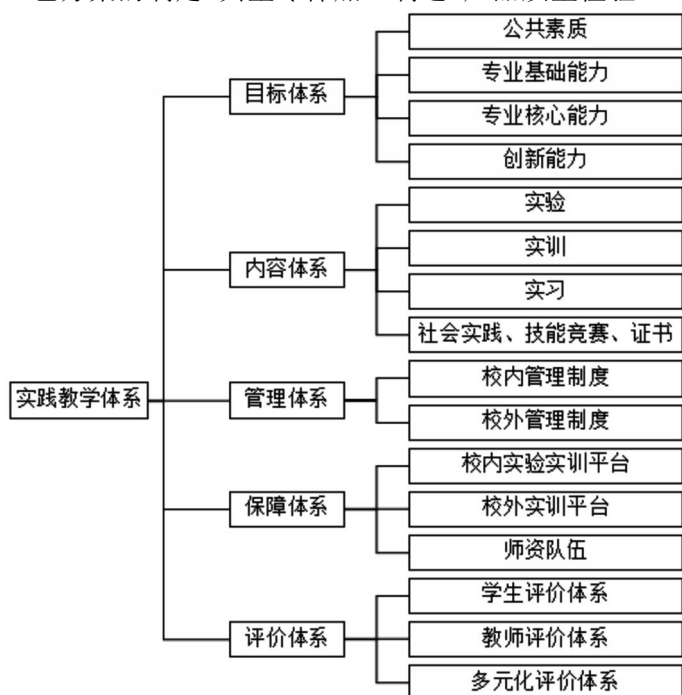 公共素质
专业基础能力
目标体系
专业核心能力
创新能力
实验
实训
内容体系
实习
社会实践、技能竞赛、证书
校内管理制度
实践教学体系
管理体系
校外管理制度
校内实验实训平台
保障体系
校外实训平台
师资队伍
学生评价体系
评价体系
教师评价体系
多元化评价体系